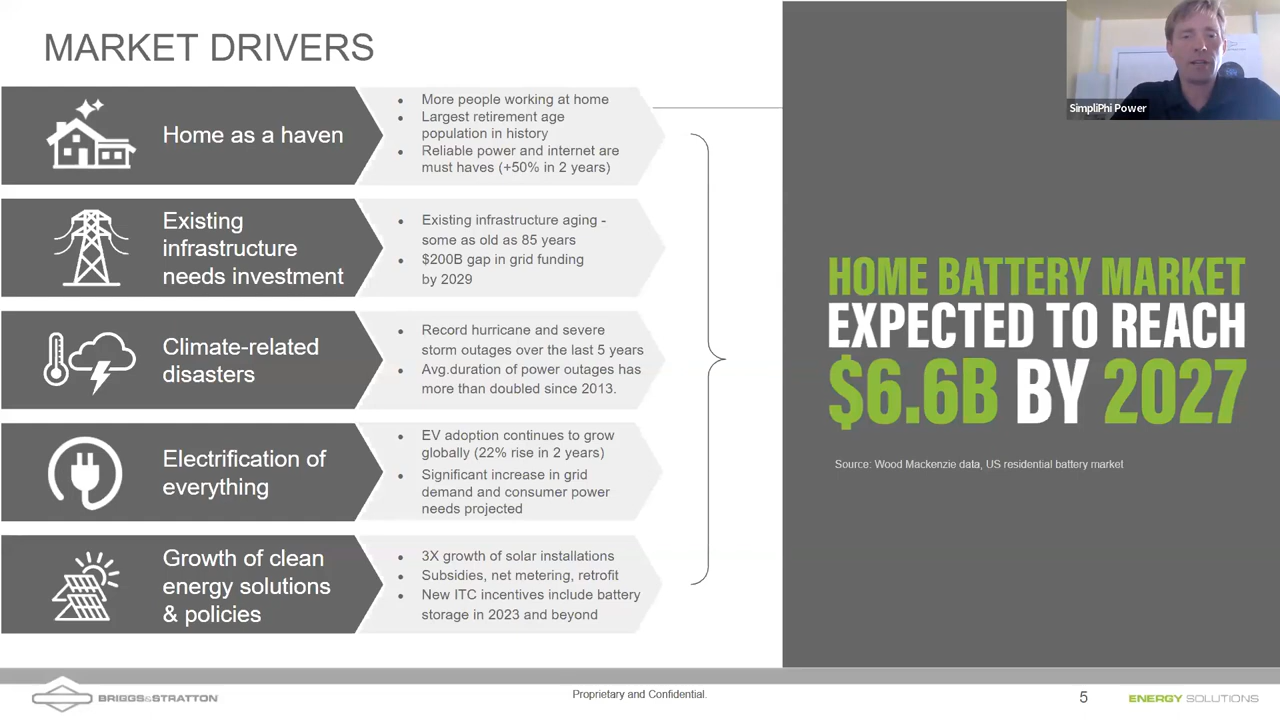 MARKET DRIVERS
SimpliPhi Power
Home as a haven
• More people working at home
• Largest retirement age
population in history
• Reliable power and internet are
must haves (+50% in 2 years)
Existing
infrastructure
needs investment
• Existing infrastructure aging -
some as old as 85 years
• $200B gap in grid funding
by 2029
Climate-related
disasters
• Record hurricane and severe
storm outages over the last 5 years
• Avg.duration of power outages has
more than doubled since 2013.
Electrification of
everything
• EV adoption continues to grow
globally (22% rise in 2 years)
• Significant increase in grid
demand and consumer power
needs projected
Growth of clean
energy solutions
& policies
• 3X growth of solar installations
• Subsidies, net metering, retrofit
• New ITC incentives include battery
storage in 2023 and beyond
HOME BATTERY MARKET
EXPECTED TO REACH
$6.6B BY 2027
Source: Wood Mackenzie data, US residential battery market
BRIGGS&STRATTON
Proprietary and Confidential.
5
ENERGY SOLUTIONS